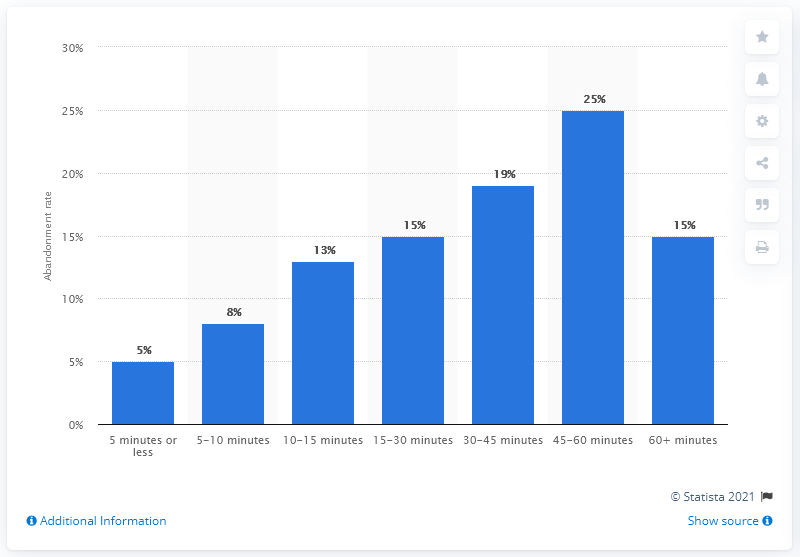 30%
25%
20%
15%
10%
5%
0%
Abandonment rate
5%
8%
13%
15%
19%
25%
15%
5 minutes or less
5–10 minutes
10–15 minutes
15–30 minutes
30–45 minutes
45–60 minutes
60+ minutes
© Statista 2021
Additional Information
Show source